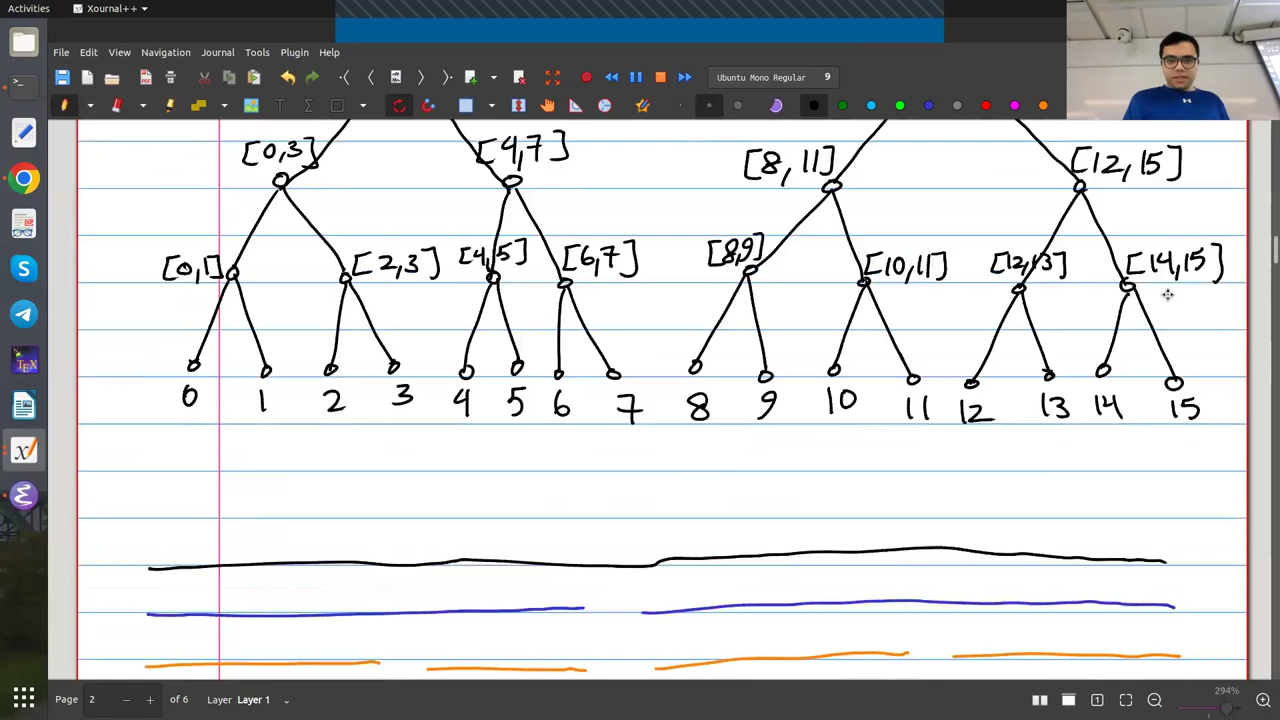 Activities Xournal++
File Edit View Navigation Journal Tools Plugin Help
Ubuntu Mono Regular 9
[0,3] [4,7] [8,11] [12,15]
[0,1] [2,3] [4,5] [6,7] [8,9] [10,11] [12,13] [14,15]
0 1 2 3 4 5 6 7 8 9 10 11 12 13 14 15
Page 2 of 6 Layer Layer 1 294%